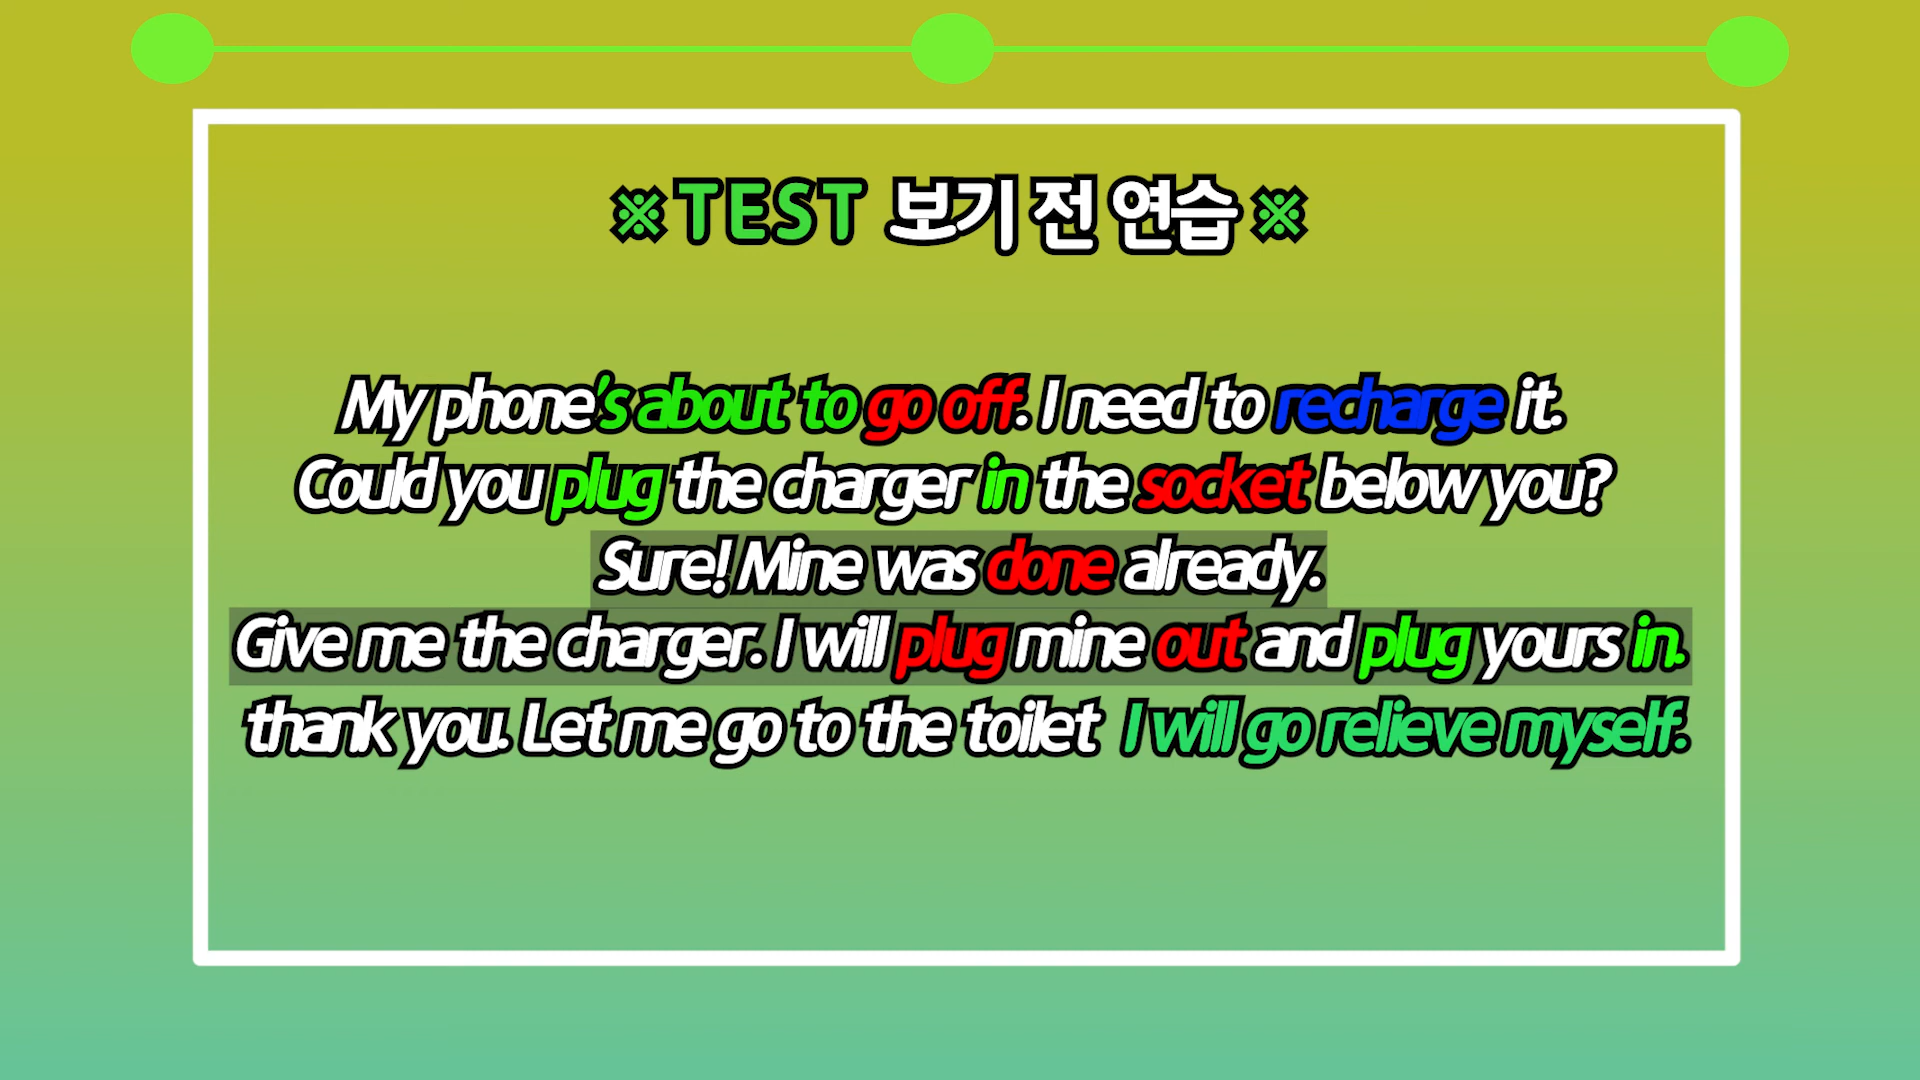 ※TEST 보기 전 연습※
My phone's about to go off. I need to recharge it.
Could you plug the charger in the socket below you?
Sure! Mine was done already.
Give me the charger. I will plug mine out and plug yours in.
thank you. Let me go to the toilet I will go relieve myself.